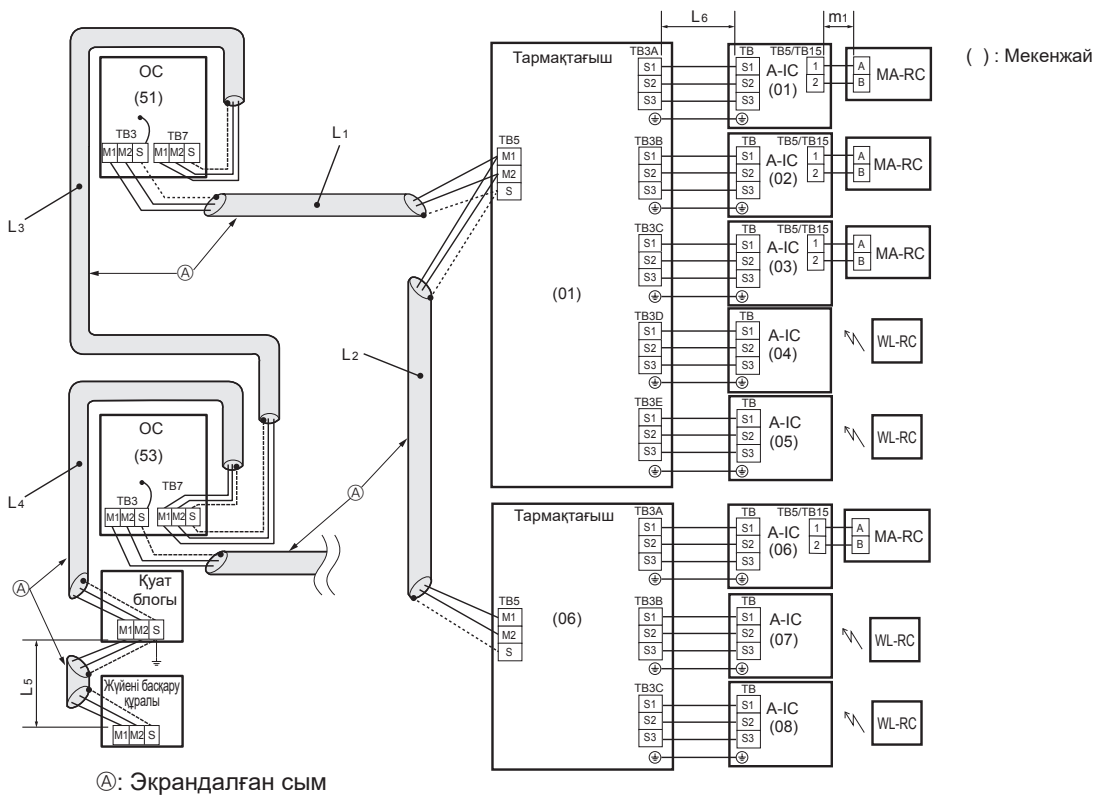 ( ) : Мекенжай
L6
m1
OC
(51)
TB3
TB7
M1 M2 S
M1 M2 S
L1
L3
Ⓐ
OC
(53)
TB3
TB7
M1 M2 S
M1 M2 S
L4
L2
Ⓐ
Ⓐ
Қуат
блогы
M1 M2 S
L5
Жүйені басқару
құралы
M1 M2 S
Тармақтағыш
(01)
TB5
M1
M2
S
TB3A
S1
S2
S3
TB TB5/TB15
S1
S2
S3
A-IC
(01)
1
2
A
B
MA-RC
TB3B
S1
S2
S3
TB TB5/TB15
S1
S2
S3
A-IC
(02)
1
2
A
B
MA-RC
TB3C
S1
S2
S3
TB TB5/TB15
S1
S2
S3
A-IC
(03)
1
2
A
B
MA-RC
TB3D
S1
S2
S3
TB
S1
S2
S3
A-IC
(04)
WL-RC
TB3E
S1
S2
S3
TB
S1
S2
S3
A-IC
(05)
WL-RC
Тармақтағыш
(06)
TB5
M1
M2
S
TB3A
S1
S2
S3
TB TB5/TB15
S1
S2
S3
A-IC
(06)
1
2
A
B
MA-RC
TB3B
S1
S2
S3
TB
S1
S2
S3
A-IC
(07)
WL-RC
TB3C
S1
S2
S3
TB
S1
S2
S3
A-IC
(08)
WL-RC
Ⓐ: Экрандалған сым